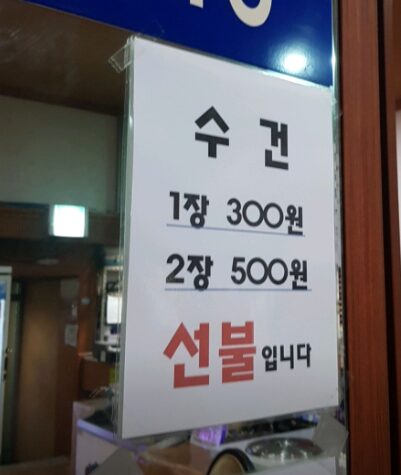 수 건
1장 300원
2장 500원
선불입니다